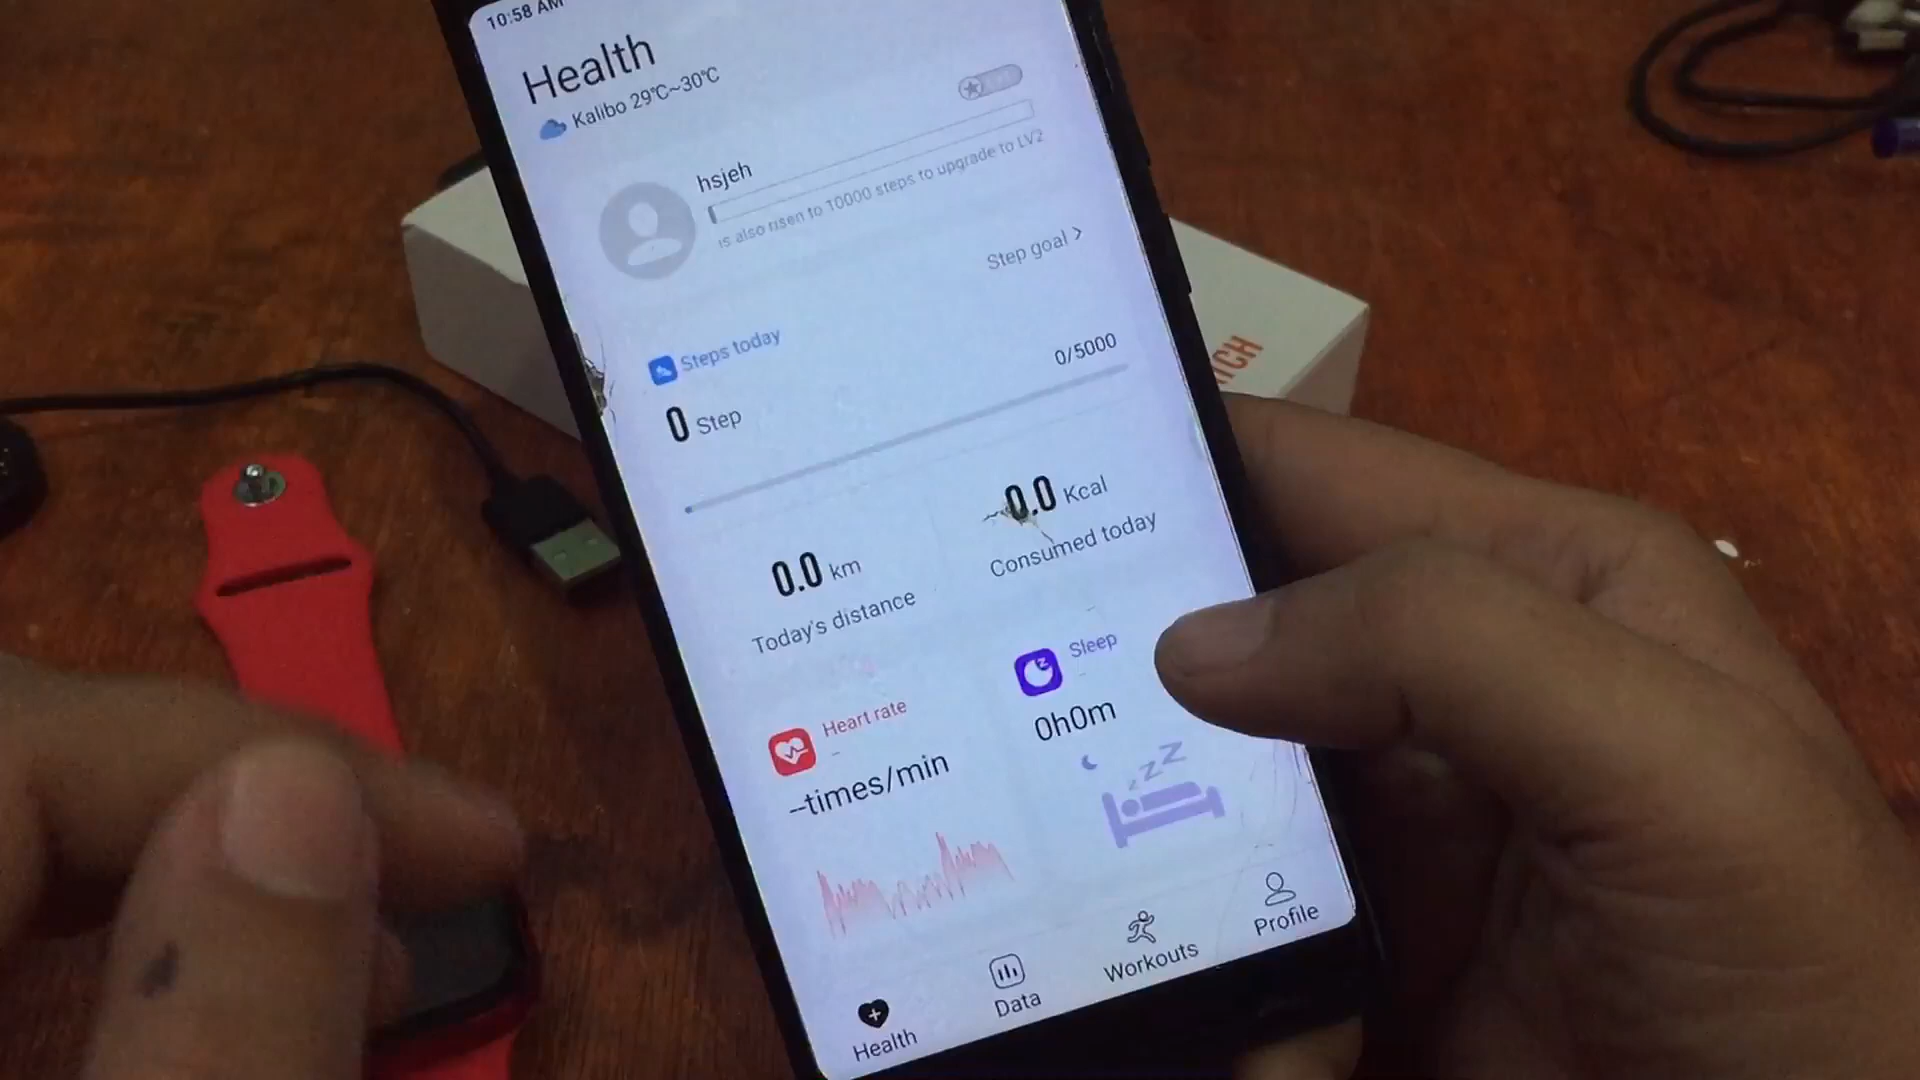 10:58 AM
Health
Kalibo 29℃~30℃
hsjeh
is also risen to 10000 steps to upgrade to LV2
Step goal >
Steps today
0 Step
0/5000
0.0 km
Today's distance
0.0 Kcal
Consumed today
Heart rate
--times/min
Sleep
0h0m
z z z
Health
Data
Workouts
Profile
TCH